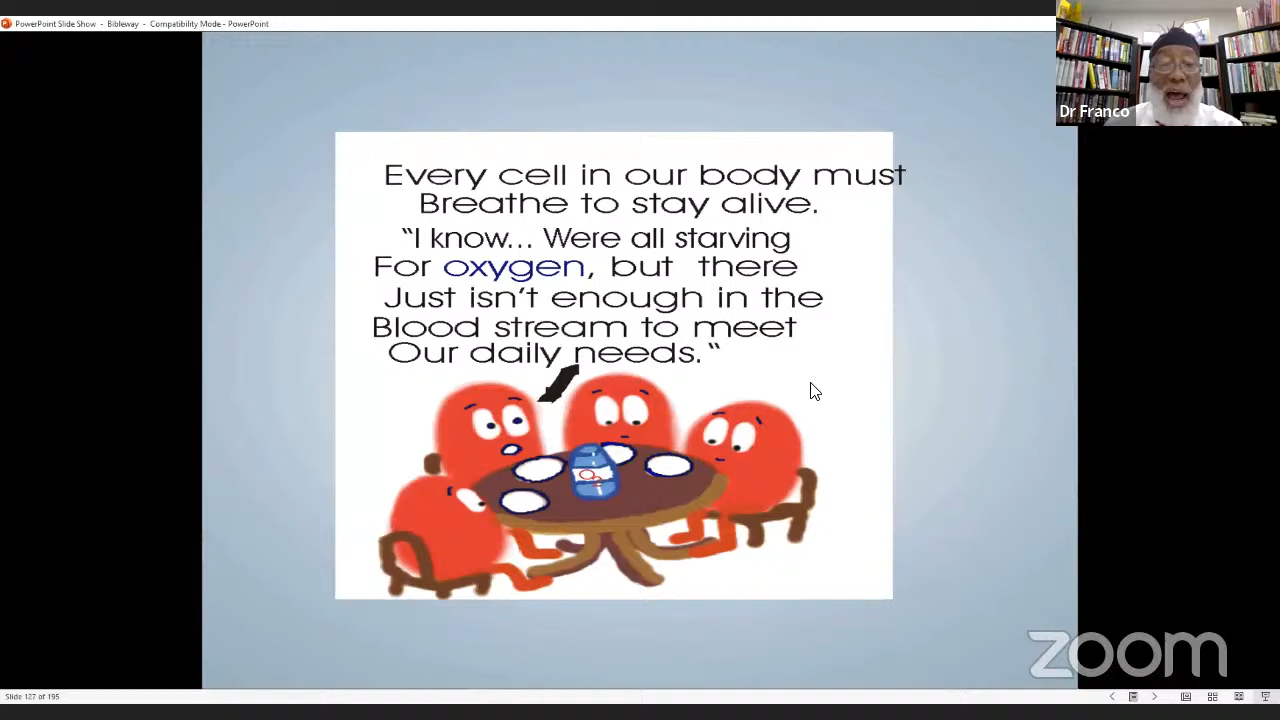 PowerPoint Slide Show - Bibleway - Compatibility Mode - PowerPoint
Dr Franco
Every cell in our body must
Breathe to stay alive.
“I know... Were all starving
For oxygen, but there
Just isn’t enough in the
Blood stream to meet
Our daily needs.“
O2
zoom
Slide 127 of 195